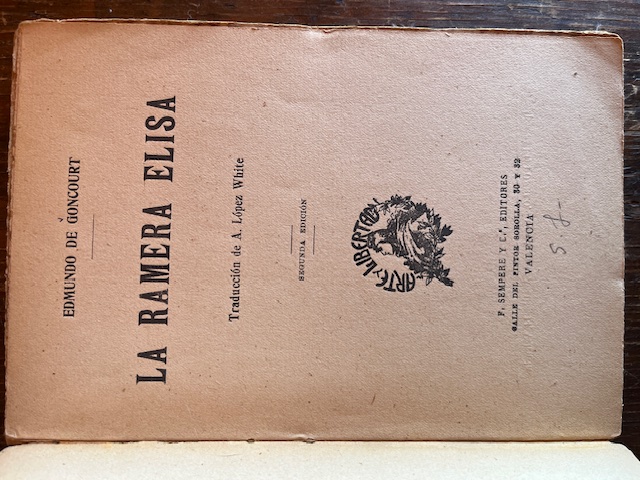 EDMUNDO DE GONCOURT
LA RAMERA ELISA
Traducción de A. López White
SEGUNDA EDICIÓN
ARTE Y LIBERTAD
F. SEMPERE Y C.ª, EDITORES
CALLE DEL PINTOR SOROLLA, 30 Y 32
VALENCIA